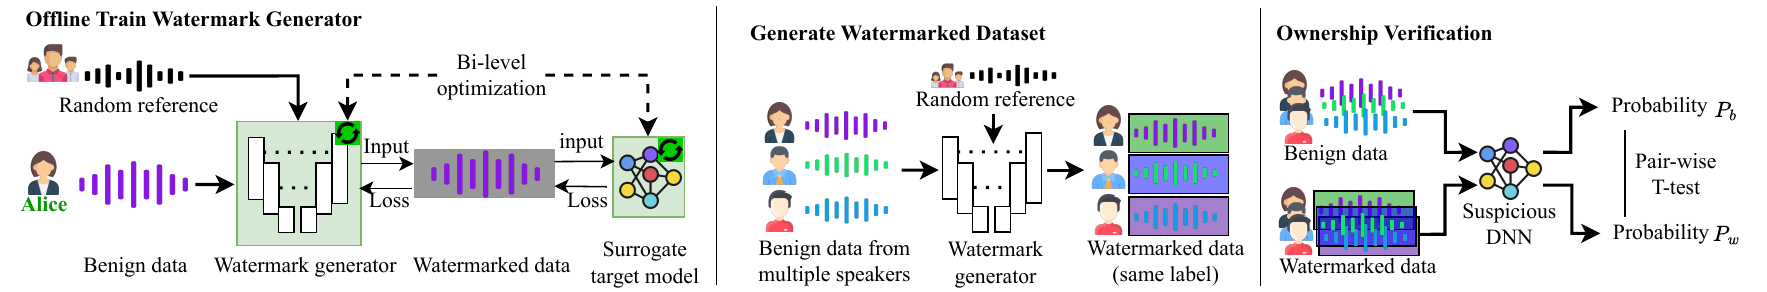 Offline Train Watermark Generator
Bi-level
optimization
Random reference
Input
input
Loss
Loss
Alice
Benign data
Watermark generator
Watermarked data
Surrogate
target model
Generate Watermarked Dataset
Random reference
Benign data from
multiple speakers
Watermark
generator
Watermarked data
(same label)
Ownership Verification
Benign data
Watermarked data
Suspicious
DNN
Probability P_b
Pair-wise
T-test
Probability P_w